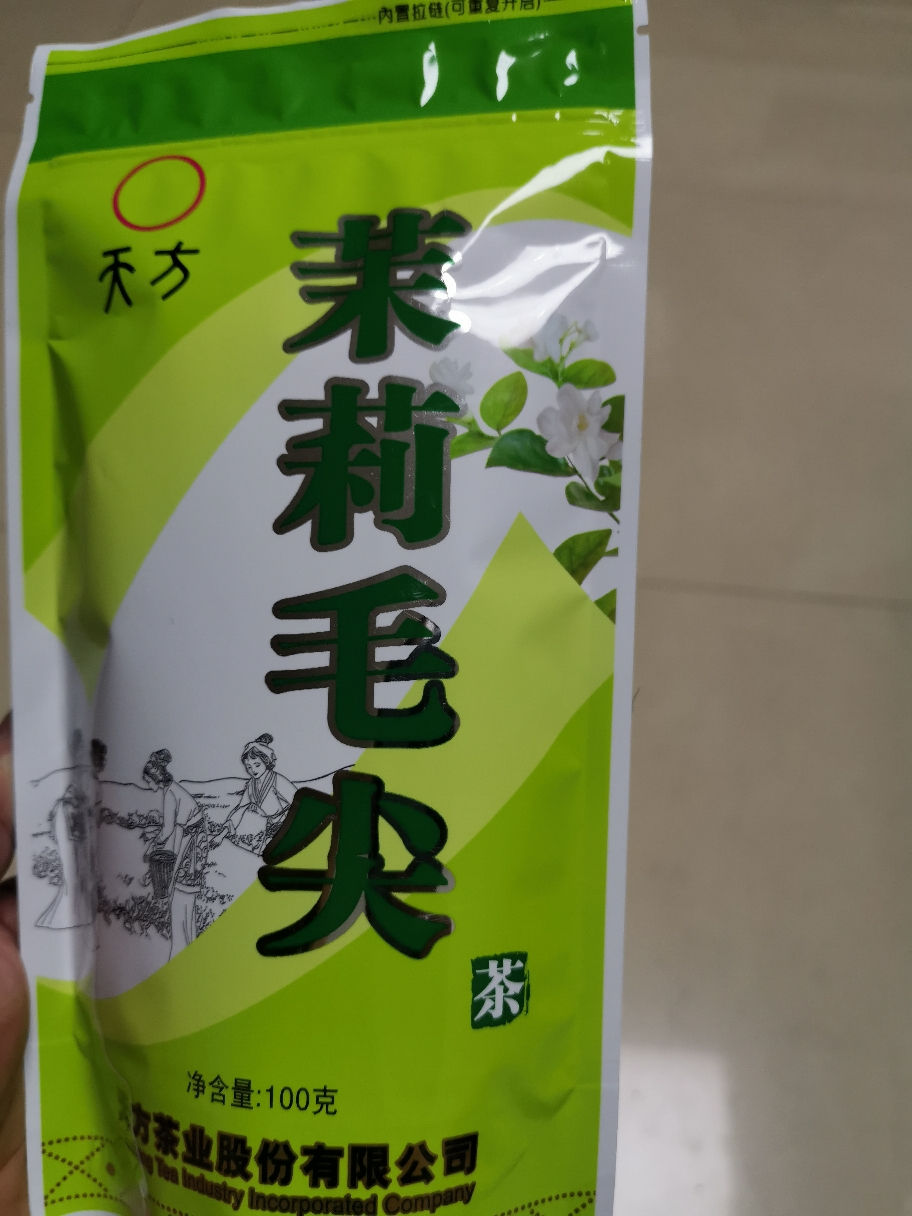 內置拉链(可重复开启)
天方
茉莉毛尖
茶
净含量:100克
方茶业股份有限公司
Tea Industry Incorporated Company